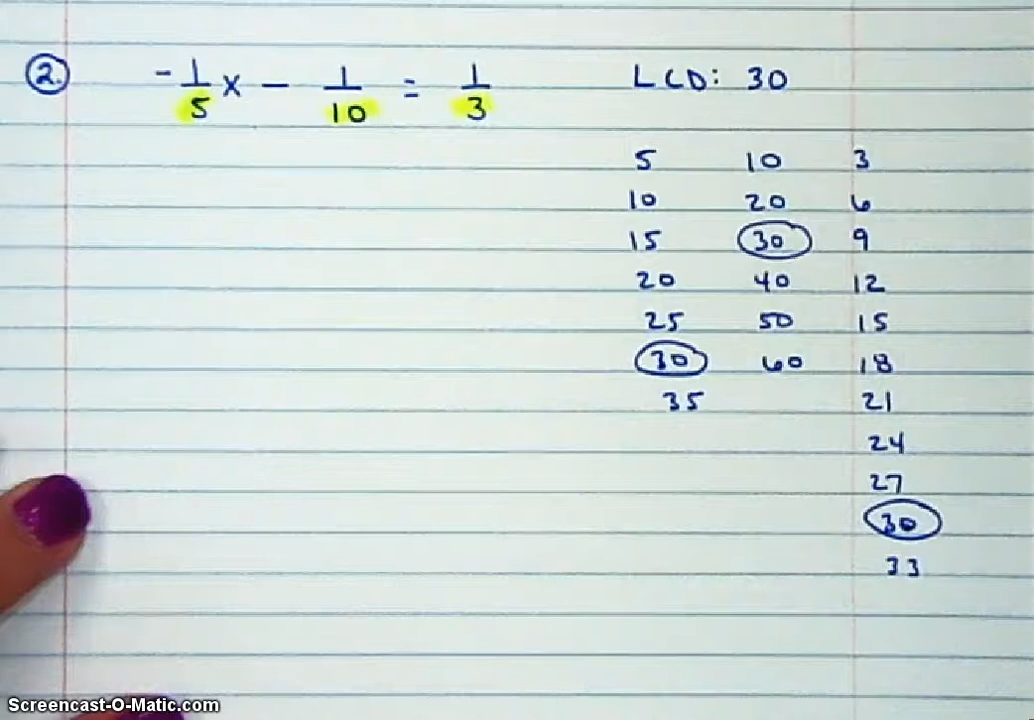 2. -1/5 x - 1/10 = 1/3 LCD: 30
5 10 3
10 20 6
15 30 9
20 40 12
25 50 15
30 60 18
35 21
24
27
30
33
Screencast-O-Matic.com